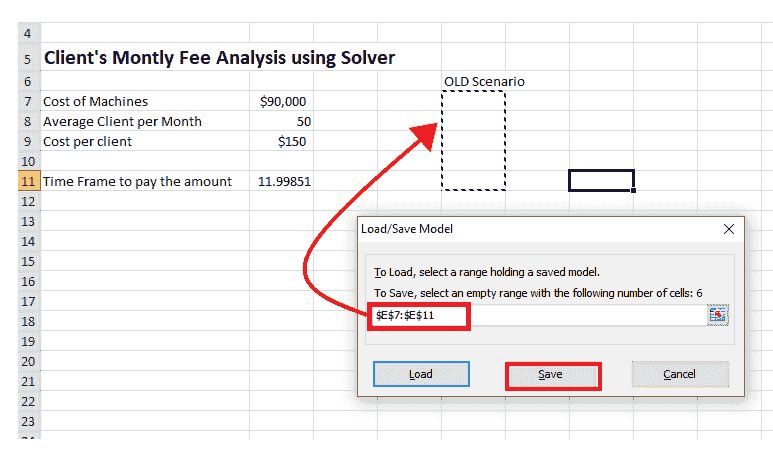 4
5 Client's Montly Fee Analysis using Solver
6 OLD Scenario
7 Cost of Machines $90,000
8 Average Client per Month 50
9 Cost per client $150
10
11 Time Frame to pay the amount 11.99851
12
13
14
15
16
17
18
19
20
21
22
23
Load/Save Model
To Load, select a range holding a saved model.
To Save, select an empty range with the following number of cells: 6
$E$7:$E$11
Load Save Cancel